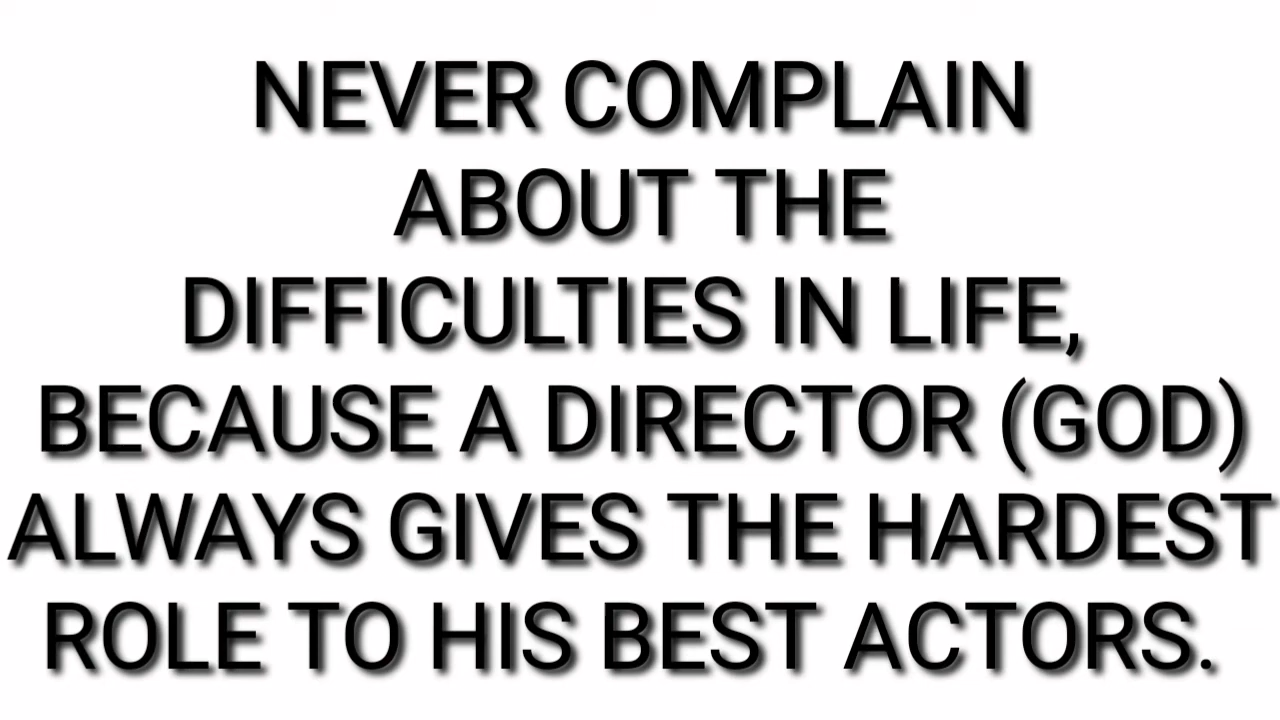 NEVER COMPLAIN
ABOUT THE
DIFFICULTIES IN LIFE,
BECAUSE A DIRECTOR (GOD)
ALWAYS GIVES THE HARDEST
ROLE TO HIS BEST ACTORS.